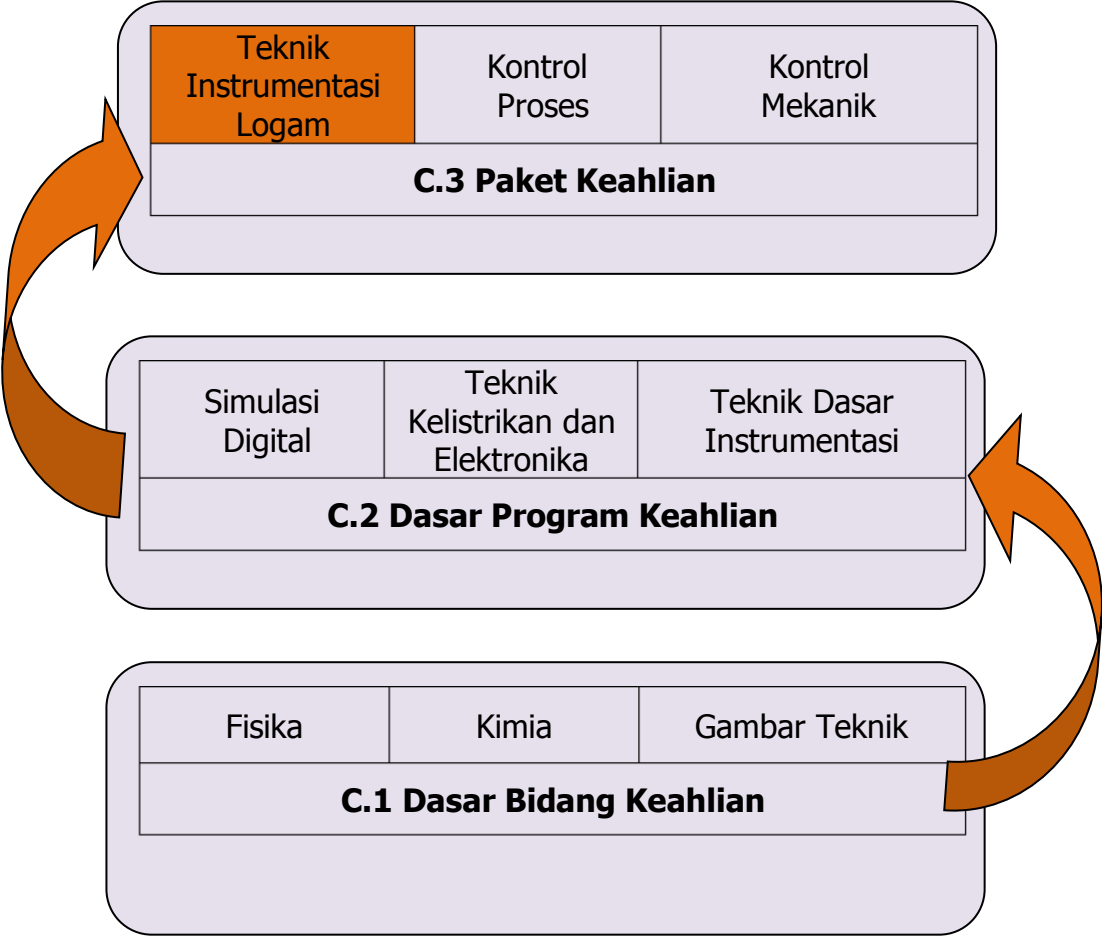 Teknik
Instrumentasi
Logam
Kontrol
Proses
Kontrol
Mekanik
C.3 Paket Keahlian
Simulasi
Digital
Teknik
Kelistrikan dan
Elektronika
Teknik Dasar
Instrumentasi
C.2 Dasar Program Keahlian
Fisika
Kimia
Gambar Teknik
C.1 Dasar Bidang Keahlian